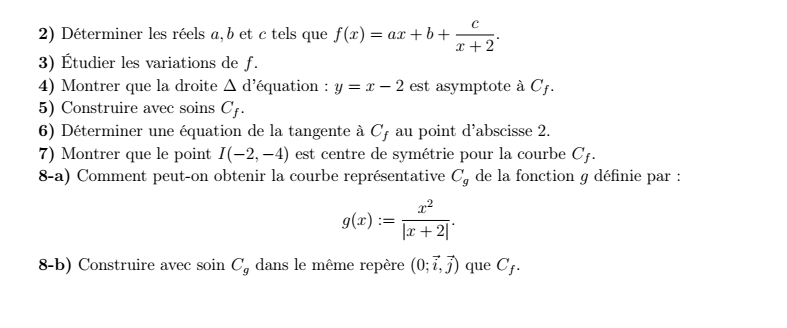 2) Déterminer les réels a, b et c tels que f(x) = ax + b + c/(x + 2).
3) Étudier les variations de f.
4) Montrer que la droite Δ d'équation : y = x − 2 est asymptote à C_f.
5) Construire avec soins C_f.
6) Déterminer une équation de la tangente à C_f au point d'abscisse 2.
7) Montrer que le point I(−2, −4) est centre de symétrie pour la courbe C_f.
8-a) Comment peut-on obtenir la courbe représentative C_g de la fonction g définie par :
g(x) := x²/|x + 2|.
8-b) Construire avec soin C_g dans le même repère (0; i⃗, j⃗) que C_f.